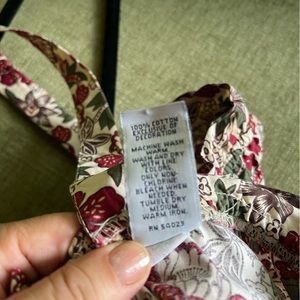 100% COTTON
EXCLUSIVE OF
DECORATION
MACHINE WASH
WARM
WASH AND DRY
WITH LIKE
COLORS.
ONLY NON-
CHLORINE
BLEACH WHEN
NEEDED.
TUMBLE DRY
MEDIUM
WARM IRON.
RN 54023